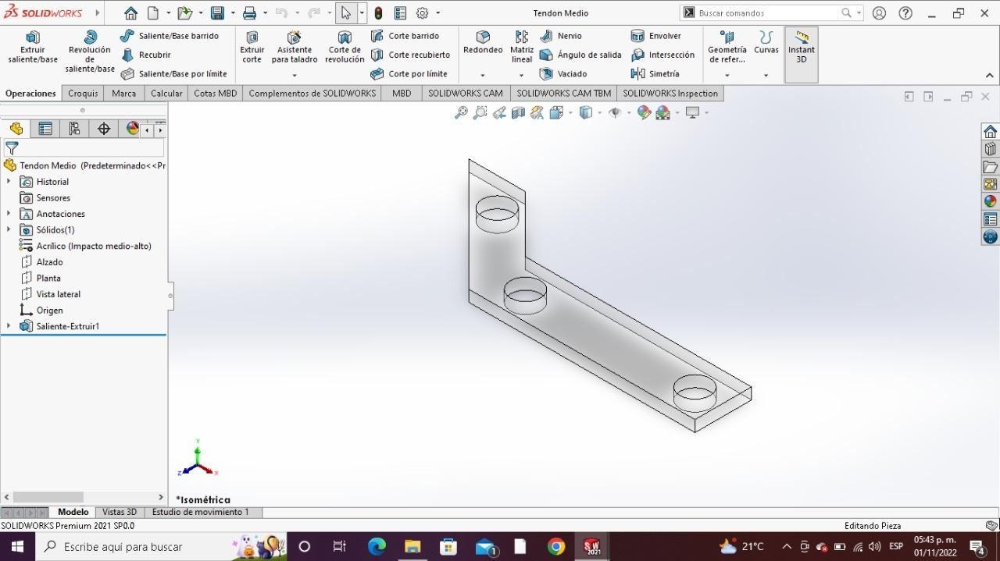 SOLIDWORKS
Tendon Medio
Buscar comandos
Extruir saliente/base
Revolución de saliente/base
Saliente/Base barrido
Recubrir
Saliente/Base por límite
Extruir corte
Asistente para taladro
Corte de revolución
Corte barrido
Corte recubierto
Corte por límite
Redondeo
Matriz lineal
Nervio
Ángulo de salida
Vaciado
Envolver
Intersección
Simetría
Geometría de refer...
Curvas
Instant 3D
Operaciones
Croquis
Marca
Calcular
Cotas MBD
Complementos de SOLIDWORKS
MBD
SOLIDWORKS CAM
SOLIDWORKS CAM TBM
SOLIDWORKS Inspection
Tendon Medio (Predeterminado<<Pr
Historial
Sensores
Anotaciones
Sólidos(1)
Acrílico (Impacto medio-alto)
Alzado
Planta
Vista lateral
Origen
Saliente-Extruir1
Y
Z
X
*Isométrica
Modelo
Vistas 3D
Estudio de movimiento 1
SOLIDWORKS Premium 2021 SP0.0
Editando Pieza
Escribe aquí para buscar
1
SW
2021
21°C
ESP
05:43 p. m.
01/11/2022
4